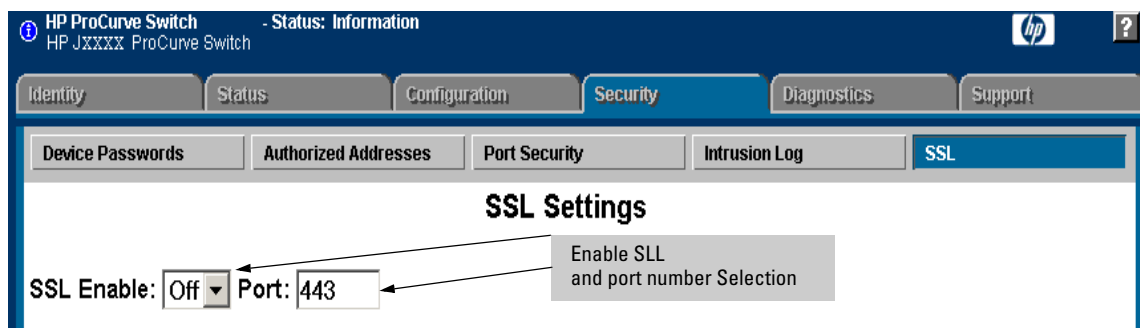 HP ProCurve Switch - Status: Information
HP JXXXX ProCurve Switch
hp
?
Identity Status Configuration Security Diagnostics Support
Device Passwords Authorized Addresses Port Security Intrusion Log SSL
SSL Settings
Enable SLL
and port number Selection
SSL Enable: Off Port: 443